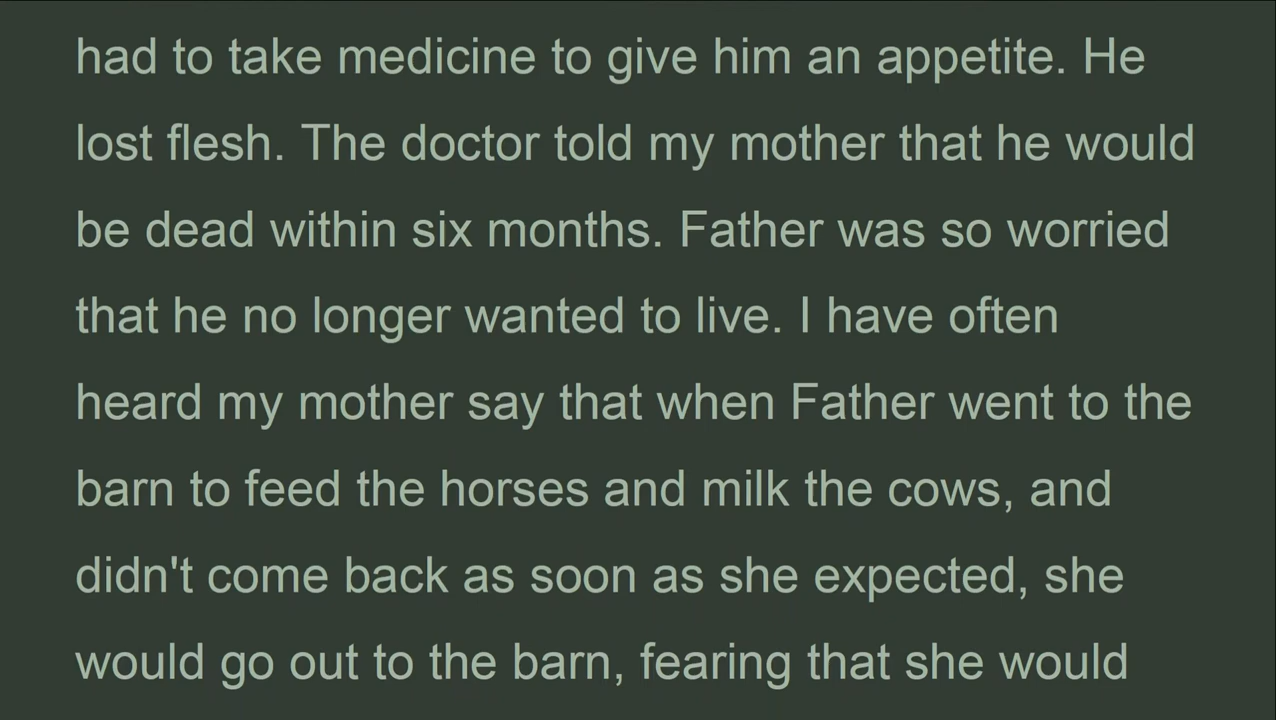 had to take medicine to give him an appetite. He
lost flesh. The doctor told my mother that he would
be dead within six months. Father was so worried
that he no longer wanted to live. I have often
heard my mother say that when Father went to the
barn to feed the horses and milk the cows, and
didn't come back as soon as she expected, she
would go out to the barn, fearing that she would